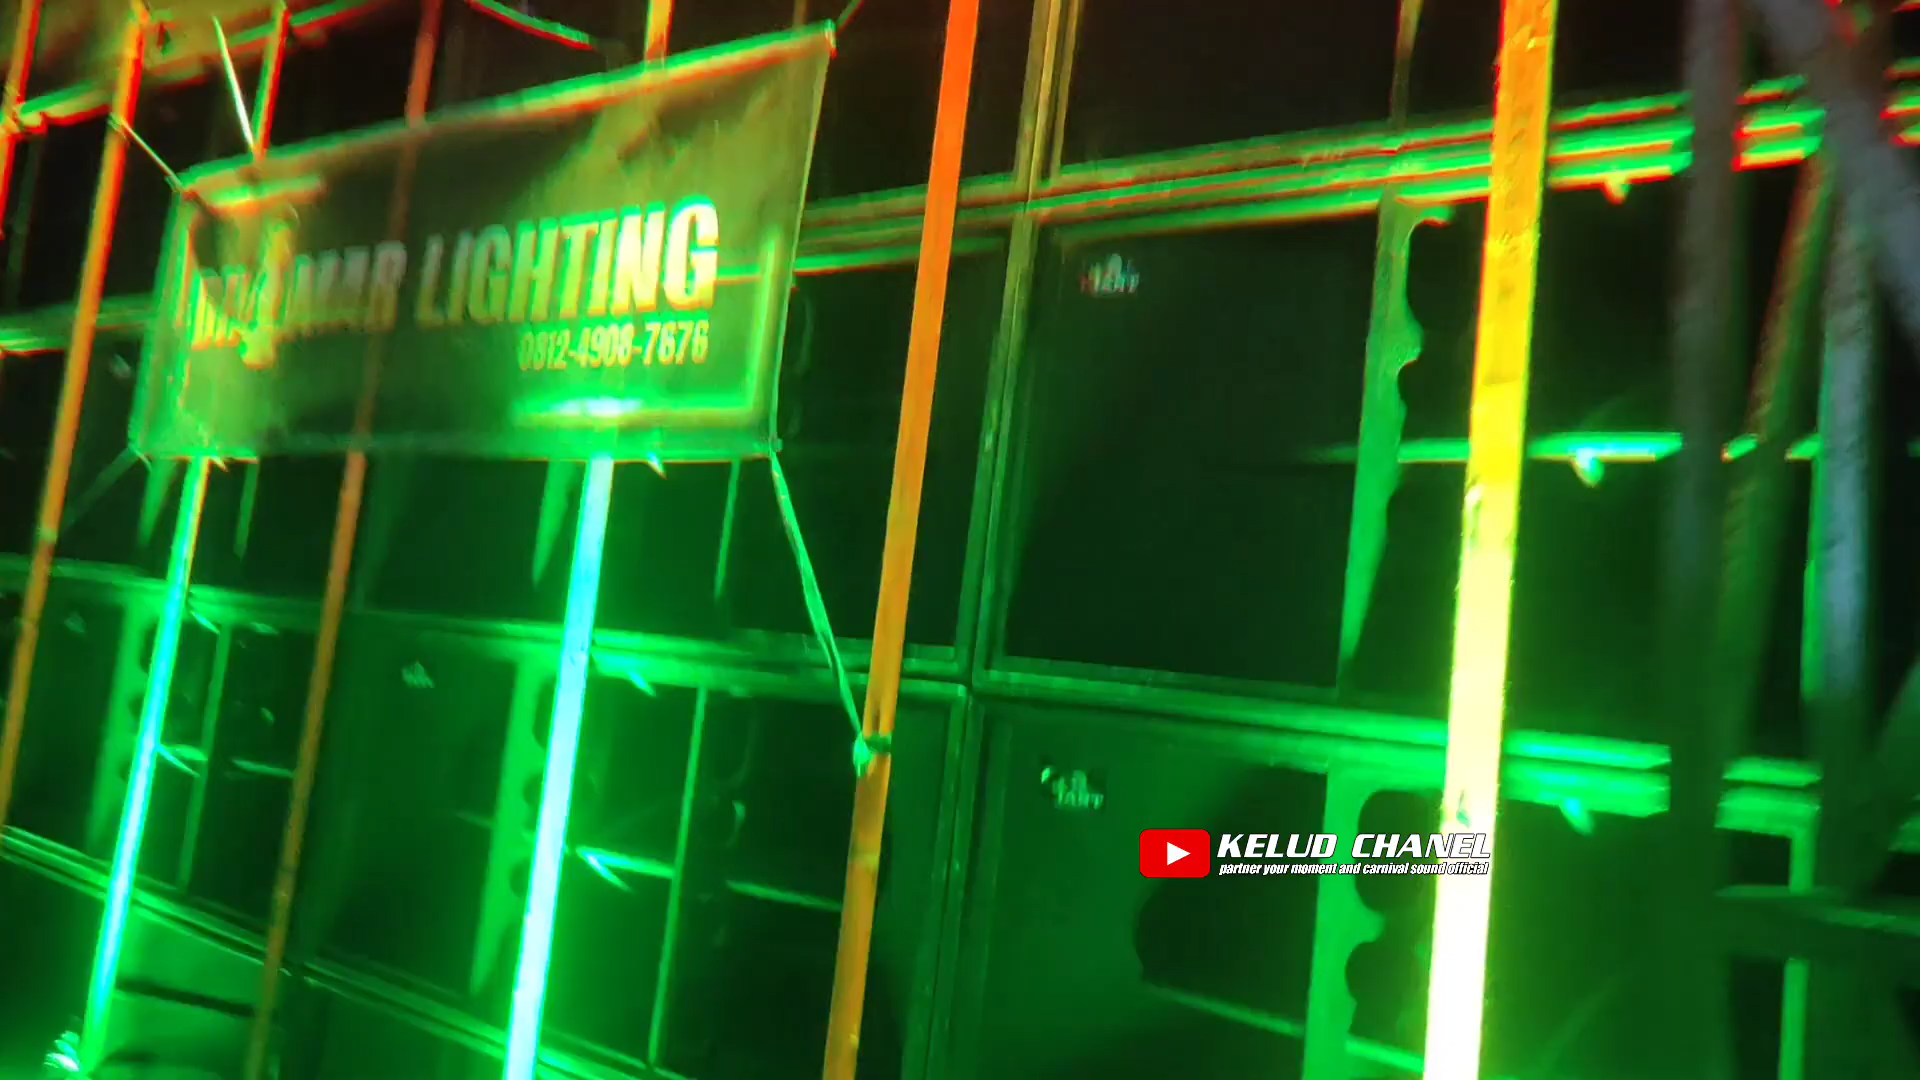 LIGHTING
0812-4908-7676
KELUD CHANEL
partner your moment and carnival sound official